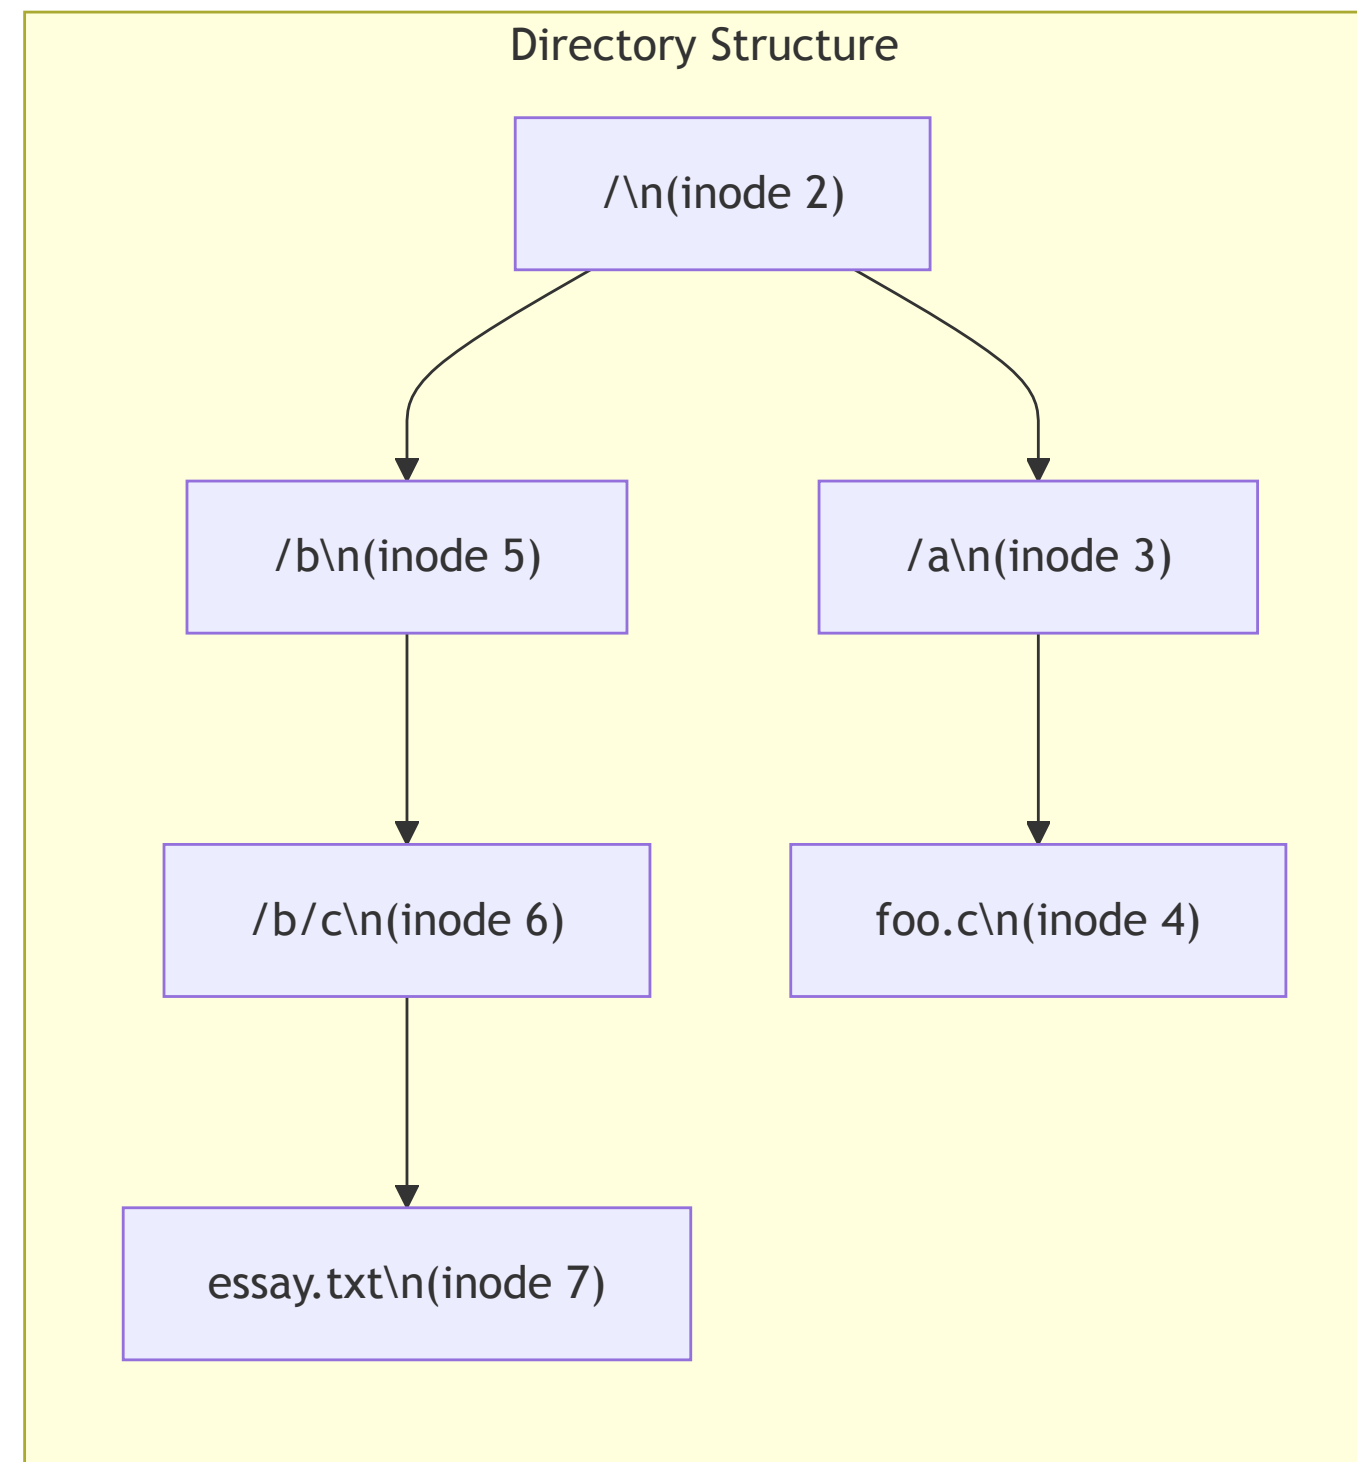 Directory Structure
/\n(inode 2)
/b\n(inode 5)
/a\n(inode 3)
/b/c\n(inode 6)
foo.c\n(inode 4)
essay.txt\n(inode 7)